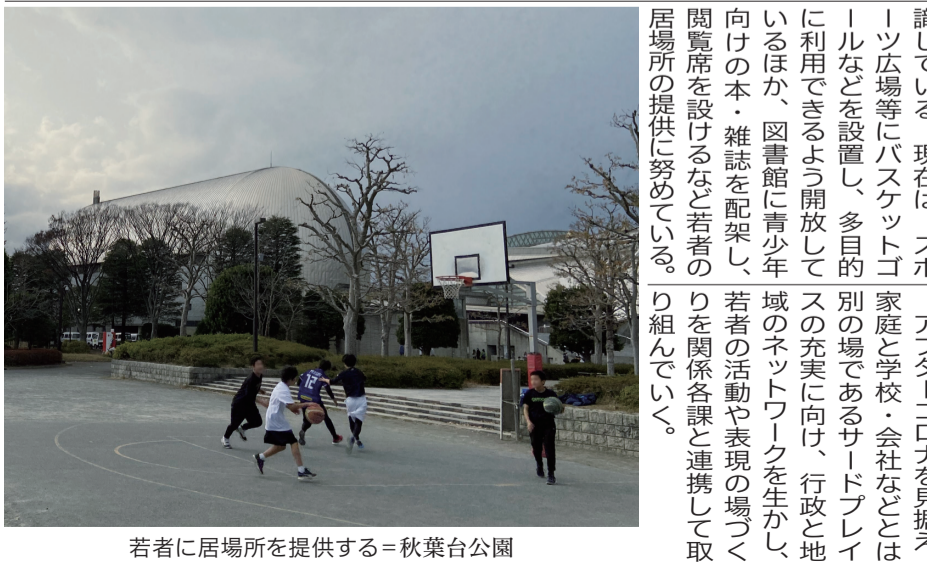 識している 現在は スポ
ーツ広場等にバスケットゴ
ールなどを設置し、多目的
に利用できるよう開放して
いるほか、図書館に青少年
向けの本・雑誌を配架し、
閲覧席を設けるなど若者の
居場所の提供に努めている。
アフターコロナを見据え
家庭と学校・会社などとは
別の場であるサードプレイ
スの充実に向け、行政と地
域のネットワークを生かし、
若者の活動や表現の場づく
りを関係各課と連携して取
り組んでいく。
12
若者に居場所を提供する=秋葉台公園